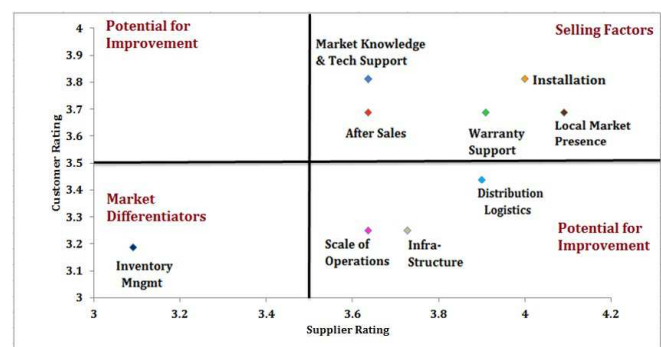 Potential for
Improvement
Selling Factors
Market Knowledge
& Tech Support
Installation
After Sales
Warranty
Support
Local Market
Presence
Market
Differentiators
Distribution
Logistics
Potential for
Improvement
Scale of
Operations
Infra-
Structure
Inventory
Mngmt
Customer Rating
4
3.9
3.8
3.7
3.6
3.5
3.4
3.3
3.2
3.1
3
3
3.2
3.4
3.6
3.8
4
4.2
Supplier Rating